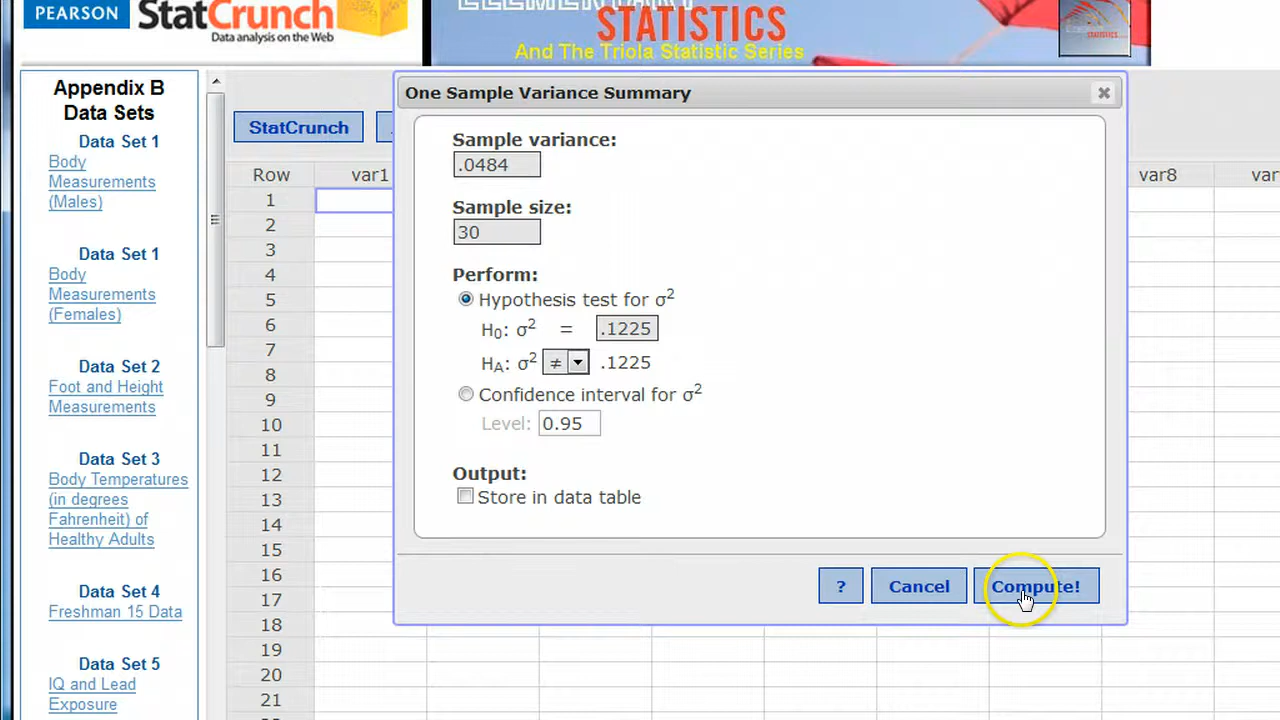 PEARSON
StatCrunch
Data analysis on the Web
ELEMENTARY
STATISTICS
And The Triola Statistic Series
STATISTICS
Appendix B
Data Sets
Data Set 1
Body
Measurements
(Males)
Data Set 1
Body
Measurements
(Females)
Data Set 2
Foot and Height
Measurements
Data Set 3
Body Temperatures
(in degrees
Fahrenheit) of
Healthy Adults
Data Set 4
Freshman 15 Data
Data Set 5
IQ and Lead
Exposure
StatCrunch
Row var1 var8 var
1
2
3
4
5
6
7
8
9
10
11
12
13
14
15
16
17
18
19
20
21
One Sample Variance Summary
Sample variance:
.0484
Sample size:
30
Perform:
Hypothesis test for σ²
H₀: σ² = .1225
H_A: σ² ≠ .1225
Confidence interval for σ²
Level: 0.95
Output:
Store in data table
? Cancel Compute!